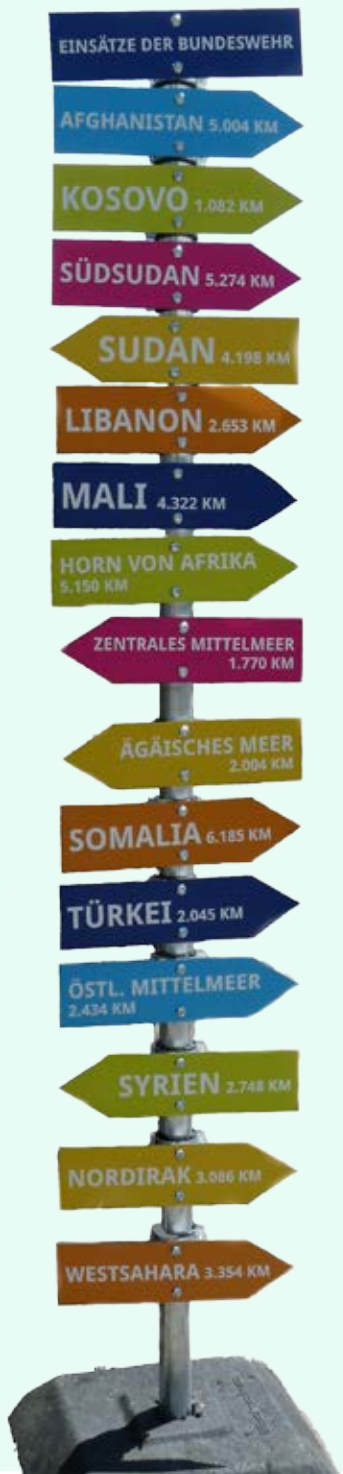 EINSÄTZE DER BUNDESWEHR
AFGHANISTAN 5.004 KM
KOSOVO 1.082 KM
SÜDSUDAN 5.274 KM
SUDAN 4.198 KM
LIBANON 2.653 KM
MALI 4.322 KM
HORN VON AFRIKA
5.150 KM
ZENTRALES MITTELMEER
1.770 KM
ÄGÄISCHES MEER
2.004 KM
SOMALIA 6.185 KM
TÜRKEI 2.045 KM
ÖSTL. MITTELMEER
2.434 KM
SYRIEN 2.748 KM
NORDIRAK 3.086 KM
WESTSAHARA 3.354 KM